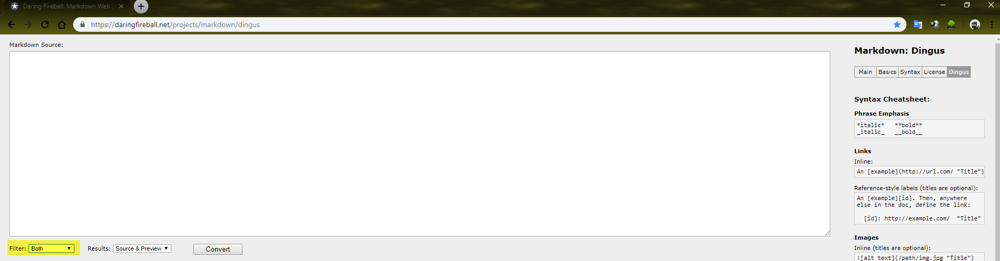 Daring Fireball: Markdown Web
https://daringfireball.net/projects/markdown/dingus
Markdown Source:
Filter: Both
Results: Source & Preview
Convert
Markdown: Dingus
Main Basics Syntax License Dingus
Syntax Cheatsheet:
Phrase Emphasis
*italic* **bold**
_italic_ __bold__
Links
Inline:
An [example](http://url.com/ "Title")
Reference-style labels (titles are optional):
An [example][id]. Then, anywhere
else in the doc, define the link:
[id]: http://example.com/ "Title"
Images
Inline (titles are optional):
![alt text](/path/img.jpg "Title")